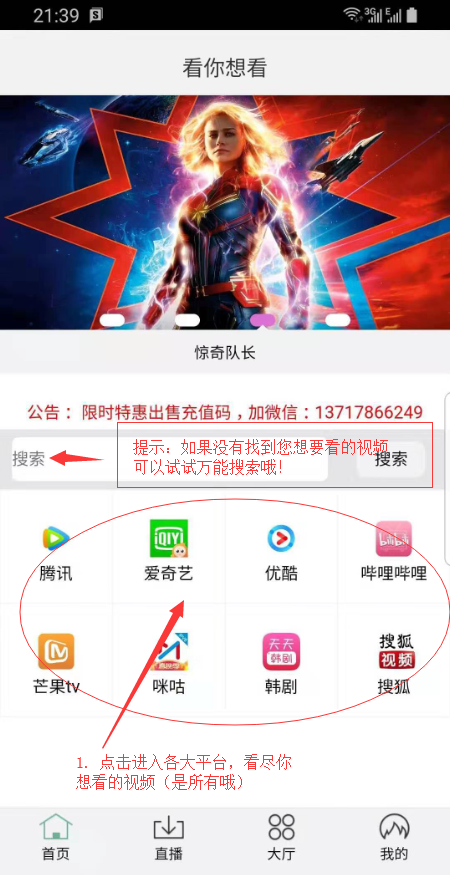 21:39
3G E
看你想看
惊奇队长
公告 : 限时特惠出售充值码 , 加微信 : 13717866249
提示: 如果没有找到您想要看的视频
可以试试万能搜索哦!
搜索
搜索
QIYI
bilibili
腾讯
爱奇艺
优酷
哔哩哔哩
天天
韩剧
搜狐
视频
芒果tv
咪咕
韩剧
搜狐
1. 点击进入各大平台, 看尽你
想看的视频 (是所有哦)
首页
直播
大厅
我的